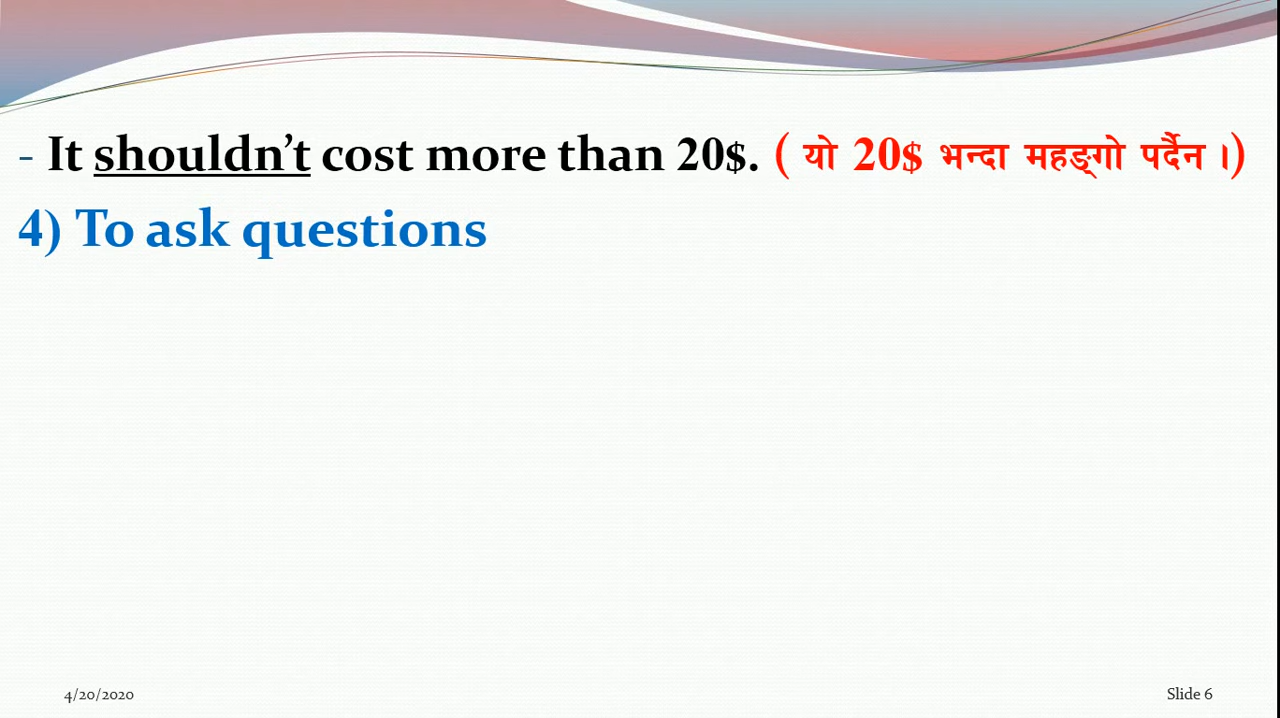 - It shouldn’t cost more than 20$. ( यो 20$ भन्दा महङ्गो पर्दैन ।)
4) To ask questions
4/20/2020
Slide 6